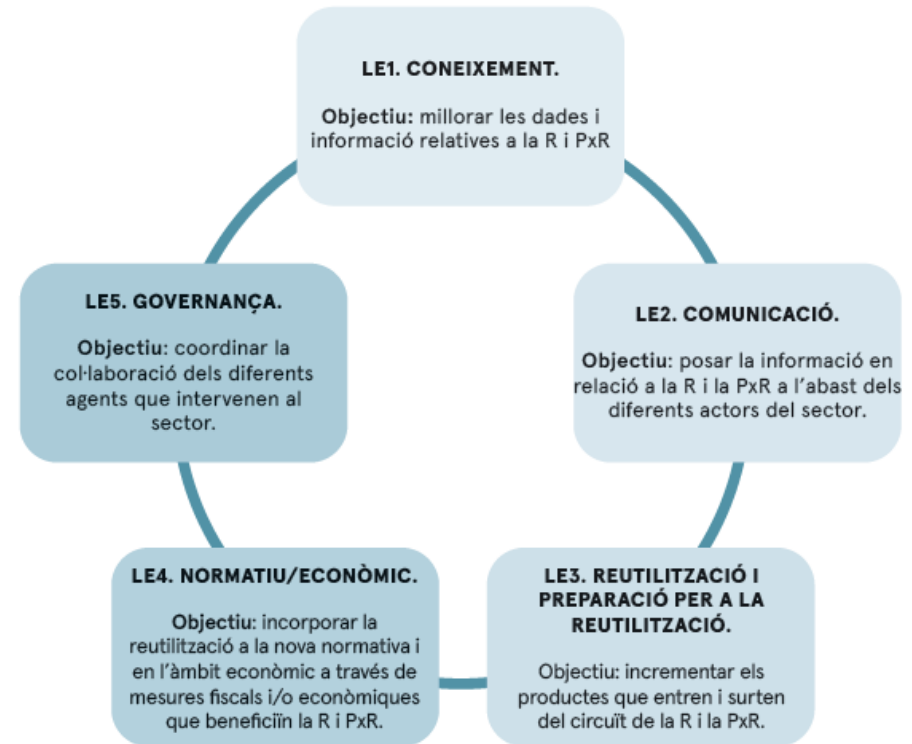 LE1. CONEIXEMENT.
Objectiu: millorar les dades i
informació relatives a la R i PxR
LE2. COMUNICACIÓ.
Objectiu: posar la informació en
relació a la R i la PxR a l'abast dels
diferents actors del sector.
LE3. REUTILITZACIÓ I
PREPARACIÓ PER A LA
REUTILITZACIÓ.
Objectiu: incrementar els
productes que entren i surten
del circuït de la R i la PxR.
LE4. NORMATIU/ECONÒMIC.
Objectiu: incorporar la
reutilització a la nova normativa i
en l'àmbit econòmic a través de
mesures fiscals i/o econòmiques
que beneficiïn la R i PxR.
LE5. GOVERNANÇA.
Objectiu: coordinar la
col·laboració dels diferents
agents que intervenen al
sector.